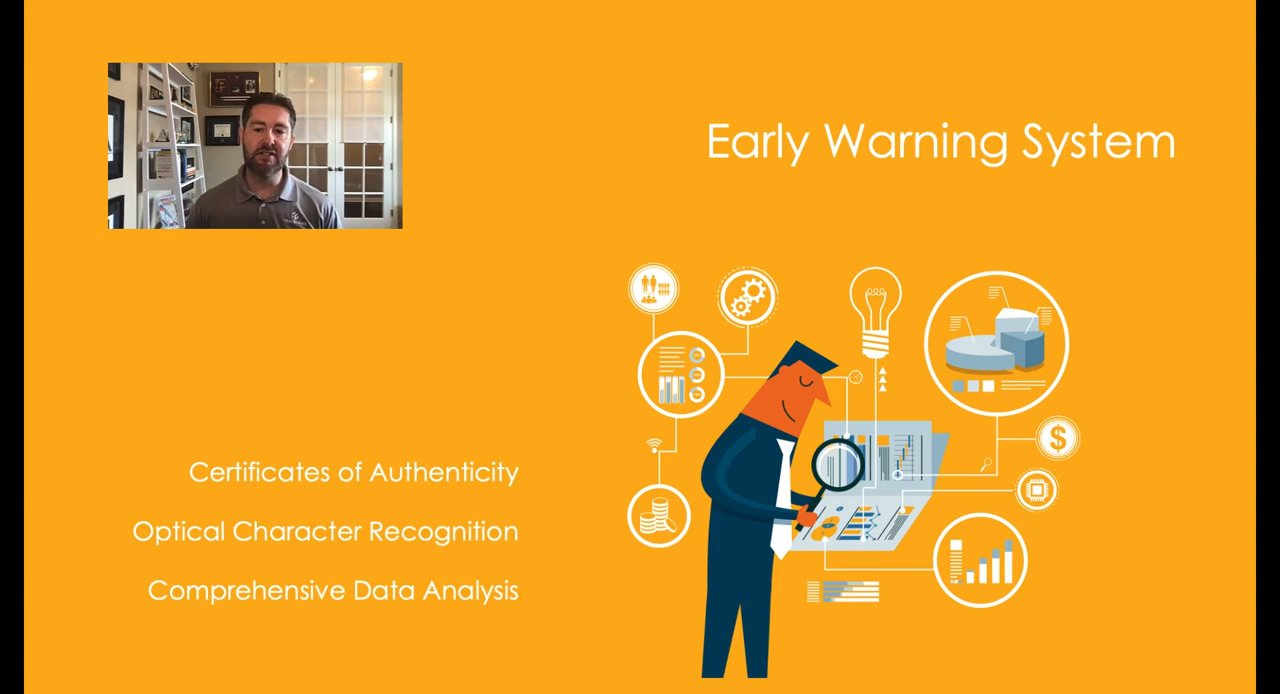 Early Warning System
Certificates of Authenticity
Optical Character Recognition
Comprehensive Data Analysis
$